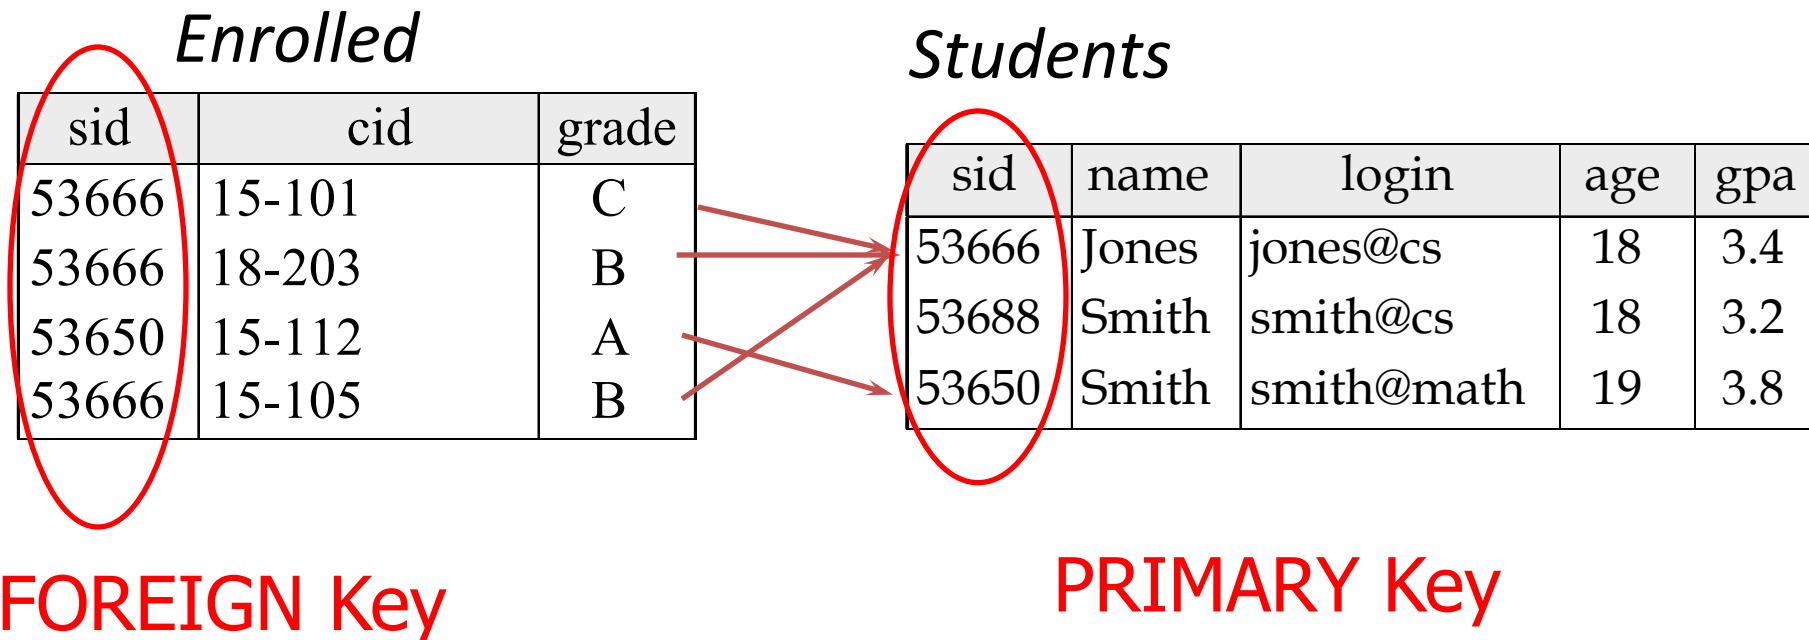 Enrolled
sid cid grade
53666 15-101 C
53666 18-203 B
53650 15-112 A
53666 15-105 B
FOREIGN Key
Students
sid name login age gpa
53666 Jones jones@cs 18 3.4
53688 Smith smith@cs 18 3.2
53650 Smith smith@math 19 3.8
PRIMARY Key